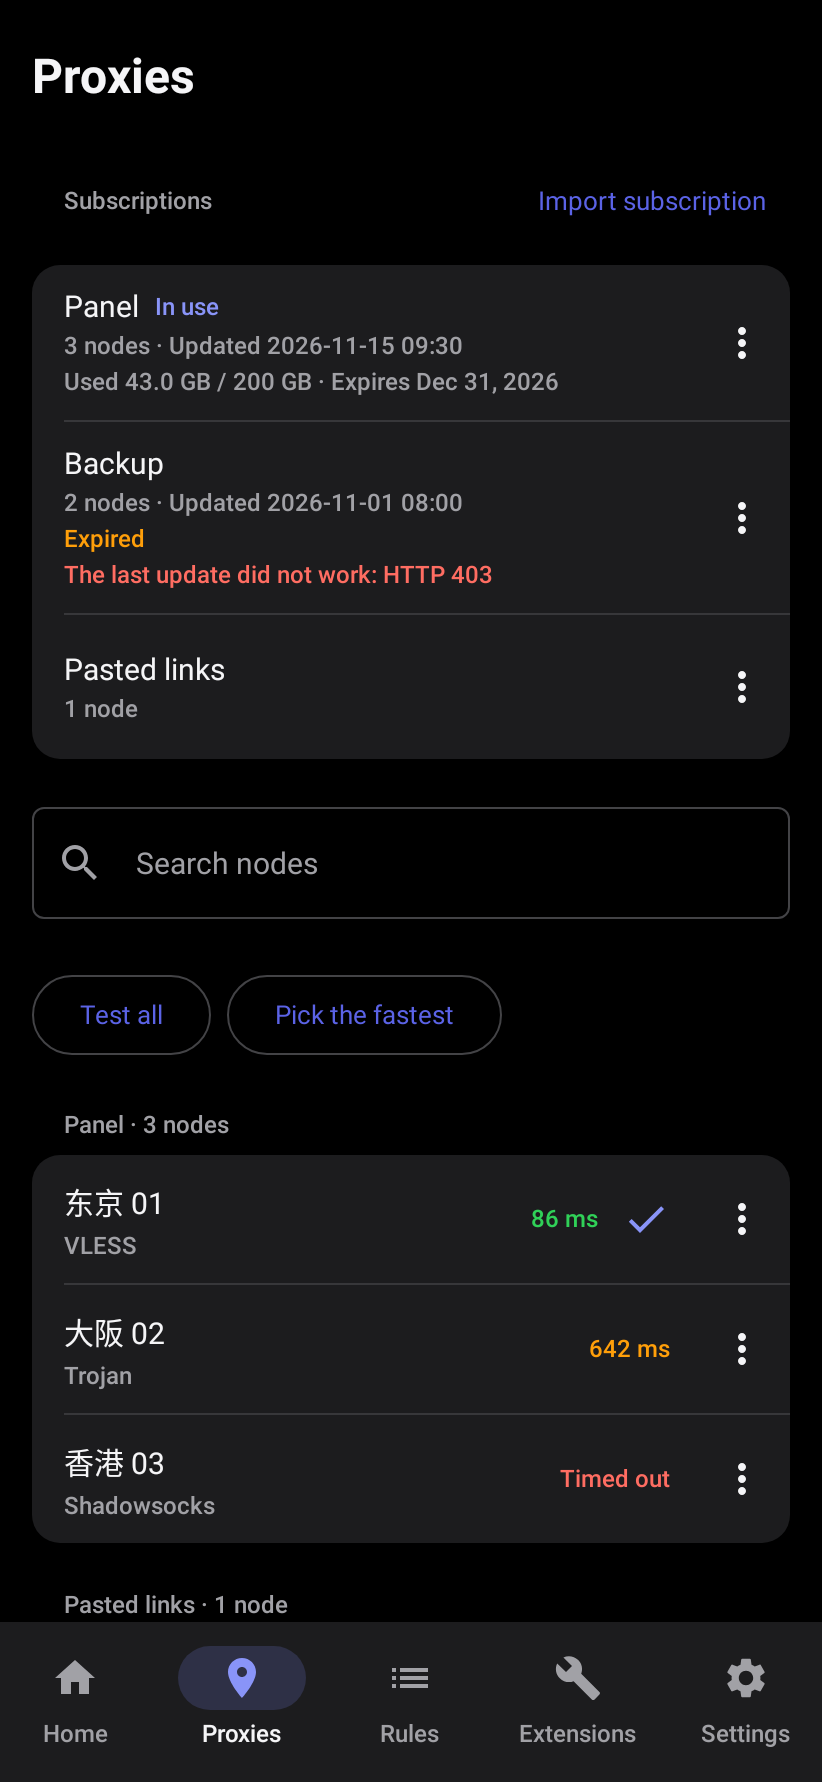 Proxies
Subscriptions
Import subscription
Panel In use
3 nodes · Updated 2026-11-15 09:30
Used 43.0 GB / 200 GB · Expires Dec 31, 2026
Backup
2 nodes · Updated 2026-11-01 08:00
Expired
The last update did not work: HTTP 403
Pasted links
1 node
Search nodes
Test all
Pick the fastest
Panel · 3 nodes
东京 01
86 ms
VLESS
大阪 02
642 ms
Trojan
香港 03
Timed out
Shadowsocks
Pasted links · 1 node
Home
Proxies
Rules
Extensions
Settings